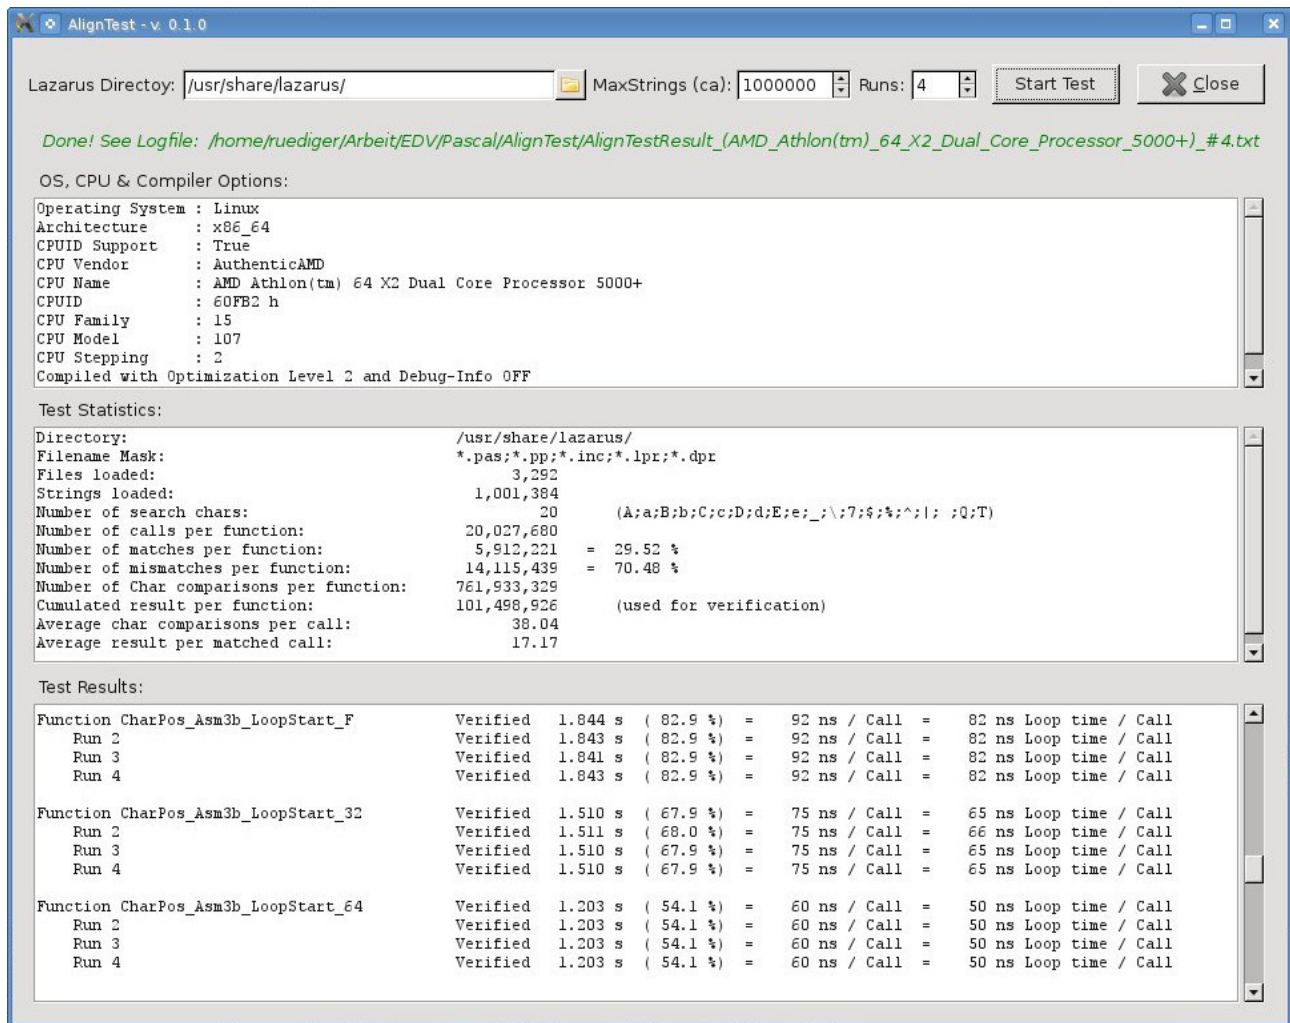 AlignTest - v. 0.1.0
Lazarus Directoy: /usr/share/lazarus/ MaxStrings (ca): 1000000 Runs: 4 Start Test Close
Done! See Logfile: /home/ruediger/Arbeit/EDV/Pascal/AlignTest/AlignTestResult_(AMD_Athlon(tm)_64_X2_Dual_Core_Processor_5000+)_#4.txt
OS, CPU & Compiler Options:
Operating System : Linux
Architecture : x86_64
CPUID Support : True
CPU Vendor : AuthenticAMD
CPU Name : AMD Athlon(tm) 64 X2 Dual Core Processor 5000+
CPUID : 60FB2 h
CPU Family : 15
CPU Model : 107
CPU Stepping : 2
Compiled with Optimization Level 2 and Debug-Info OFF
Test Statistics:
Directory: /usr/share/lazarus/
Filename Mask: *.pas;*.pp;*.inc;*.lpr;*.dpr
Files loaded: 3,292
Strings loaded: 1,001,384
Number of search chars: 20 (A;a;B;b;C;c;D;d;E;e;_;\;7;$;%;^;|; ;Q;T)
Number of calls per function: 20,027,680
Number of matches per function: 5,912,221 = 29.52 %
Number of mismatches per function: 14,115,439 = 70.48 %
Number of Char comparisons per function: 761,933,329
Cumulated result per function: 101,498,926 (used for verification)
Average char comparisons per call: 38.04
Average result per matched call: 17.17
Test Results:
Function CharPos_Asm3b_LoopStart_F Verified 1.844 s ( 82.9 %) = 92 ns / Call = 82 ns Loop time / Call
Run 2 Verified 1.843 s ( 82.9 %) = 92 ns / Call = 82 ns Loop time / Call
Run 3 Verified 1.841 s ( 82.9 %) = 92 ns / Call = 82 ns Loop time / Call
Run 4 Verified 1.843 s ( 82.9 %) = 92 ns / Call = 82 ns Loop time / Call
Function CharPos_Asm3b_LoopStart_32 Verified 1.510 s ( 67.9 %) = 75 ns / Call = 65 ns Loop time / Call
Run 2 Verified 1.511 s ( 68.0 %) = 75 ns / Call = 66 ns Loop time / Call
Run 3 Verified 1.510 s ( 67.9 %) = 75 ns / Call = 65 ns Loop time / Call
Run 4 Verified 1.510 s ( 67.9 %) = 75 ns / Call = 65 ns Loop time / Call
Function CharPos_Asm3b_LoopStart_64 Verified 1.203 s ( 54.1 %) = 60 ns / Call = 50 ns Loop time / Call
Run 2 Verified 1.203 s ( 54.1 %) = 60 ns / Call = 50 ns Loop time / Call
Run 3 Verified 1.203 s ( 54.1 %) = 60 ns / Call = 50 ns Loop time / Call
Run 4 Verified 1.203 s ( 54.1 %) = 60 ns / Call = 50 ns Loop time / Call